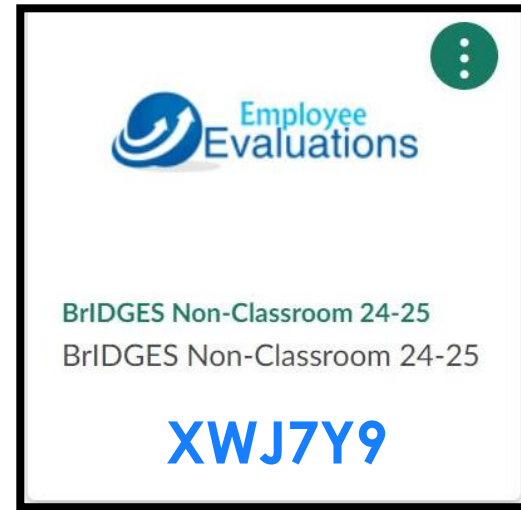 Employee
Evaluations
BrIDGES Non-Classroom 24-25
BrIDGES Non-Classroom 24-25
XWJ7Y9